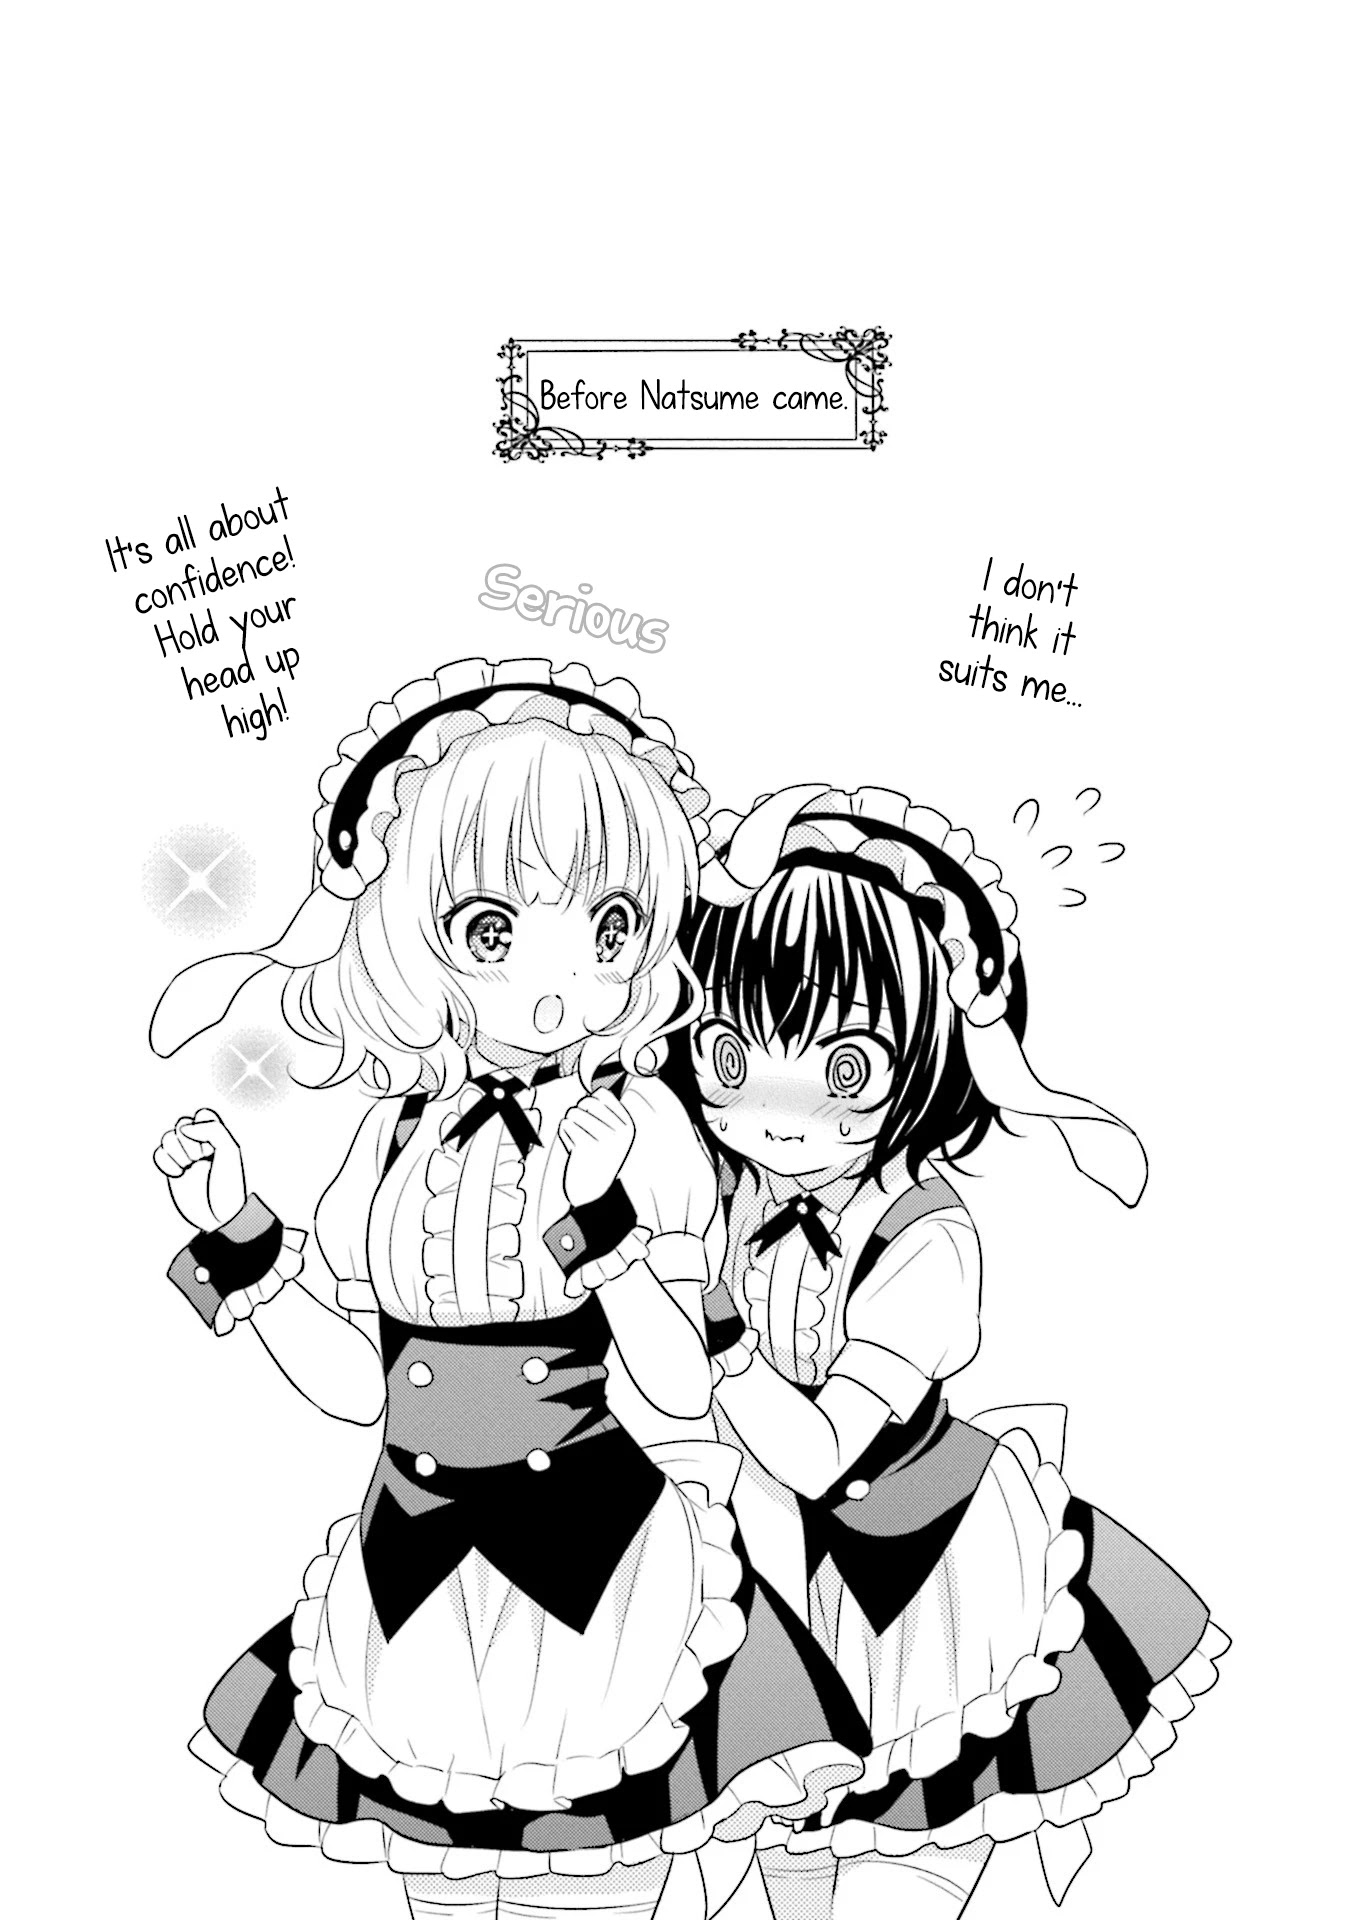 Before Natsume came.
It's all about
confidence!
Hold your
head up
high!
Serious
I don't
think it
suits me...